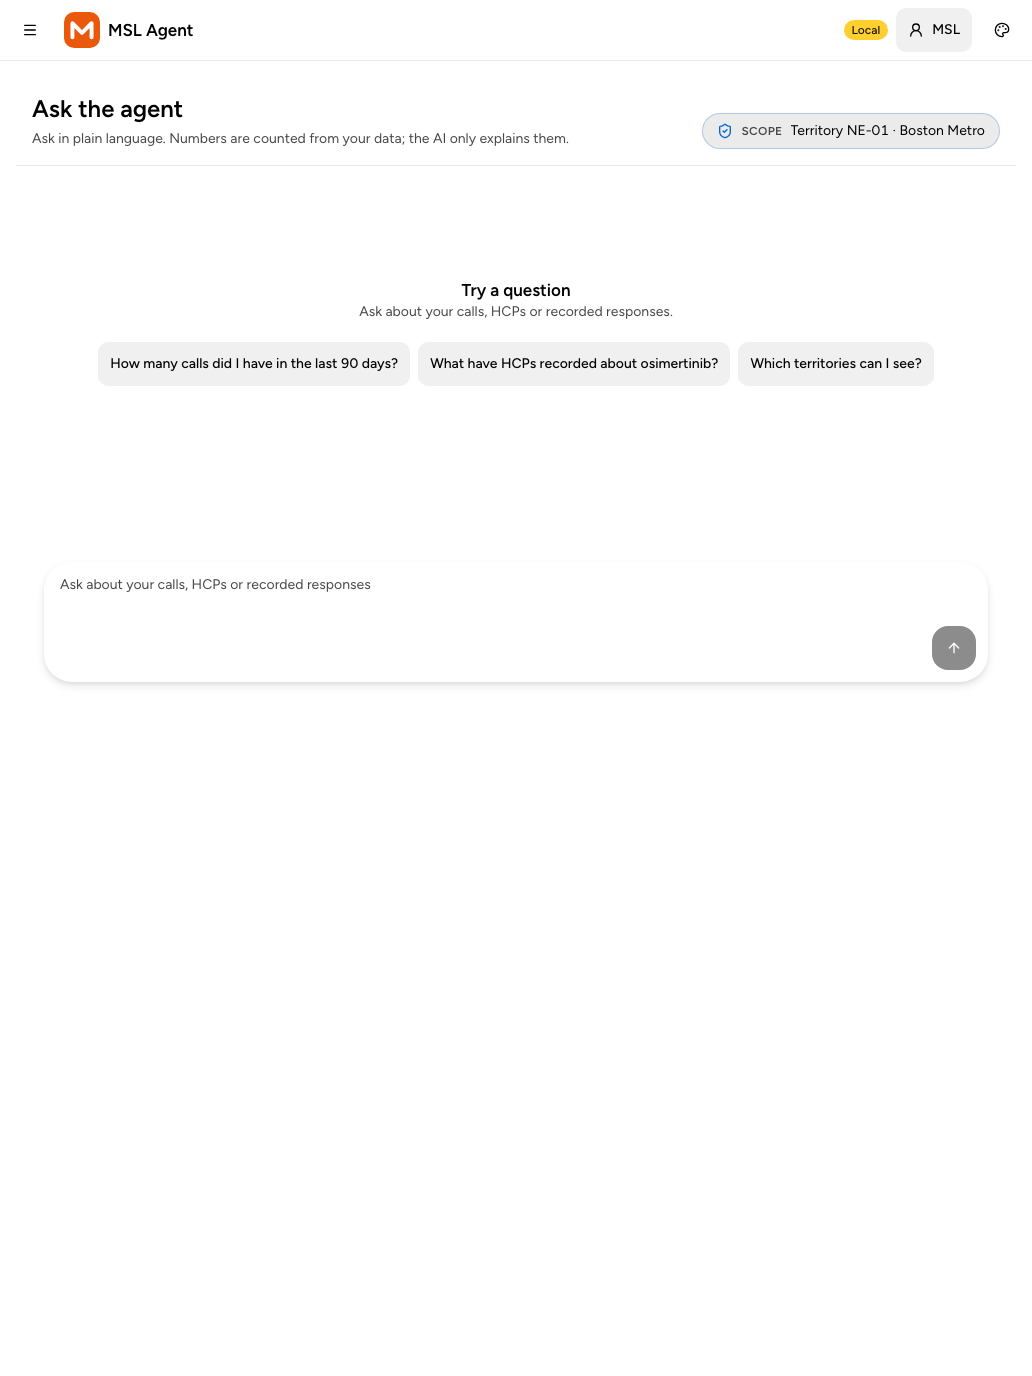 MSL Agent
Local
MSL
Ask the agent
Ask in plain language. Numbers are counted from your data; the AI only explains them.
SCOPE Territory NE-01 · Boston Metro
Try a question
Ask about your calls, HCPs or recorded responses.
How many calls did I have in the last 90 days?
What have HCPs recorded about osimertinib?
Which territories can I see?
Ask about your calls, HCPs or recorded responses